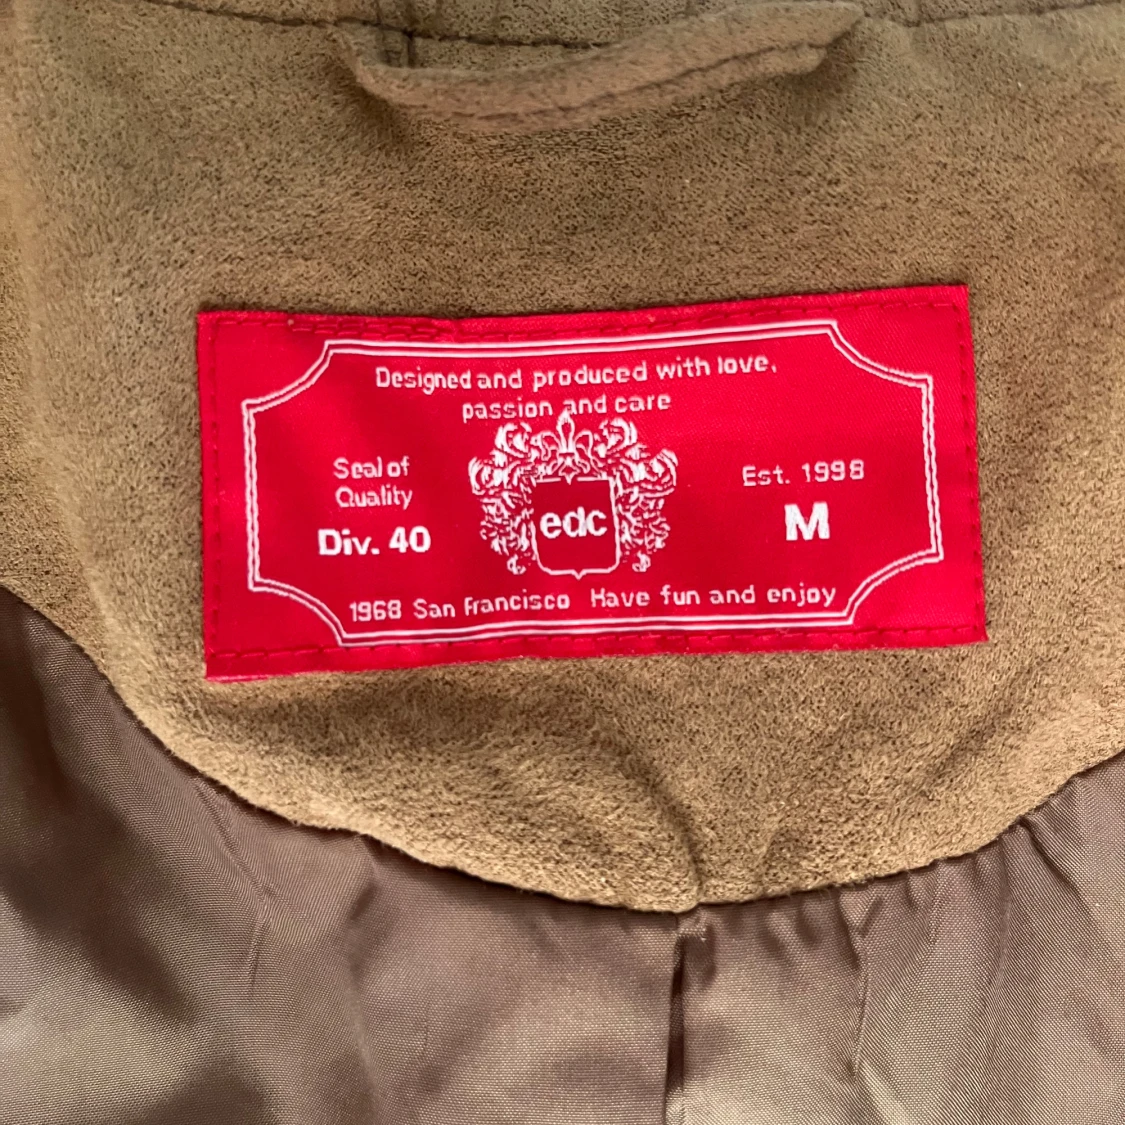 Designed and produced with love,
passion and care
Seal of
Quality
Div. 40
edc
Est. 1998
M
1968 San Francisco Have fun and enjoy